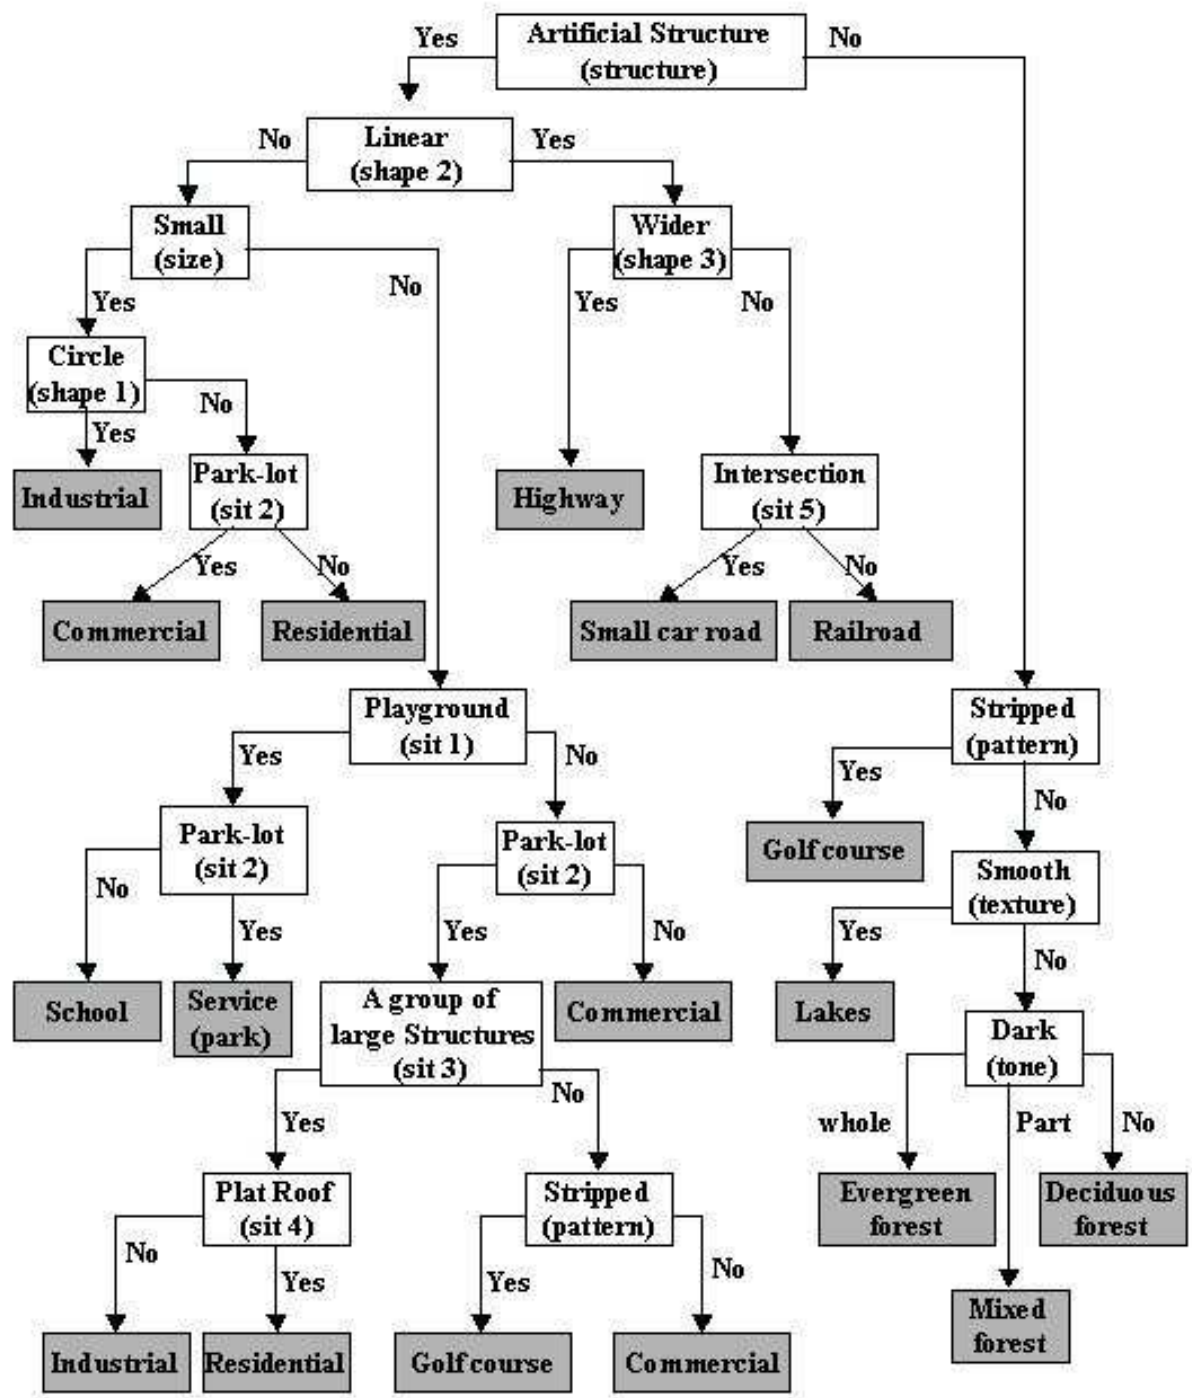 Artificial Structure
(structure)
Yes
No
Linear
(shape 2)
No
Yes
Small
(size)
Wider
(shape 3)
Yes
No
Yes
No
Circle
(shape 1)
No
Yes
Industrial
Park-lot
(sit 2)
Highway
Intersection
(sit 5)
Yes
No
Yes
No
Commercial
Residential
Small car road
Railroad
Playground
(sit 1)
Stripped
(pattern)
Yes
No
Yes
No
Park-lot
(sit 2)
Park-lot
(sit 2)
Golf course
Smooth
(texture)
No
Yes
Yes
No
Yes
No
School
Service
(park)
A group of
large Structures
(sit 3)
Commercial
Lakes
Dark
(tone)
Yes
No
whole
Part
No
Plat Roof
(sit 4)
Stripped
(pattern)
Evergreen
forest
Deciduous
forest
No
Yes
Yes
No
Mixed
forest
Industrial
Residential
Golf course
Commercial